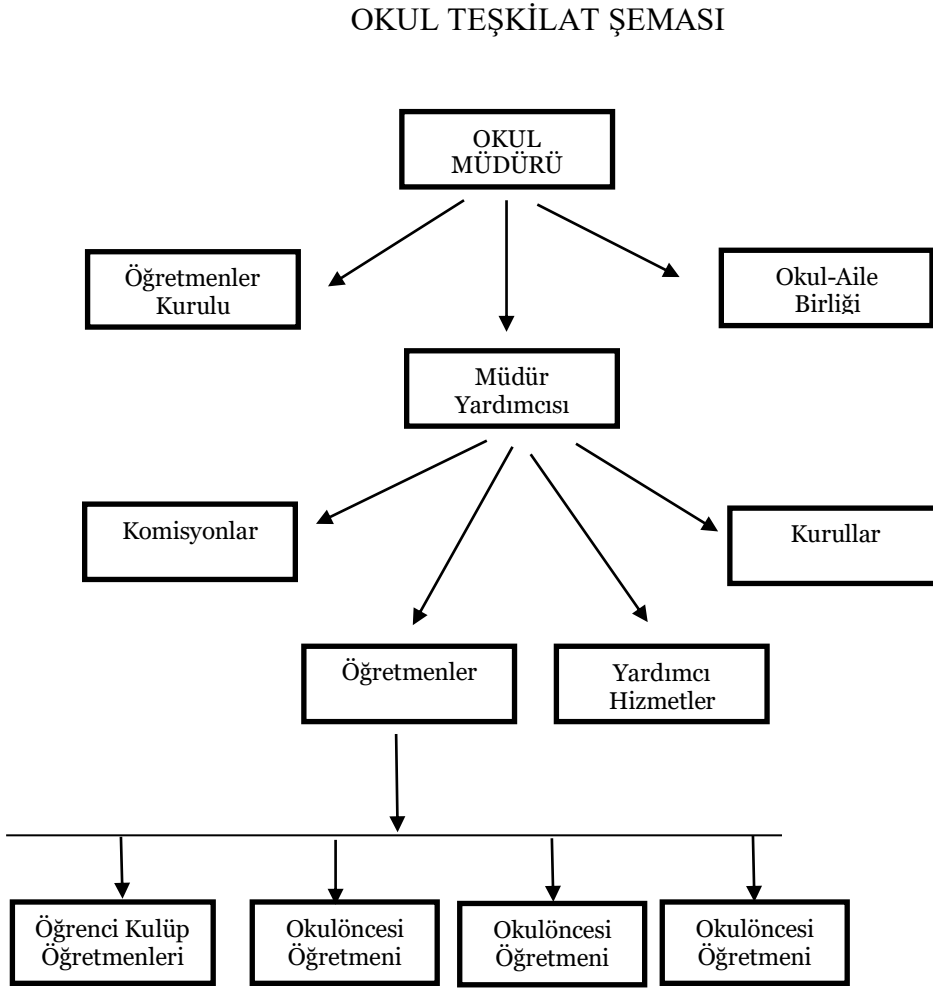 OKUL TEŞKİLAT ŞEMASI
OKUL
MÜDÜRÜ
Öğretmenler
Kurulu
Okul-Aile
Birliği
Müdür
Yardımcısı
Komisyonlar
Kurullar
Öğretmenler
Yardımcı
Hizmetler
Öğrenci Kulüp
Öğretmenleri
Okulöncesi
Öğretmeni
Okulöncesi
Öğretmeni
Okulöncesi
Öğretmeni